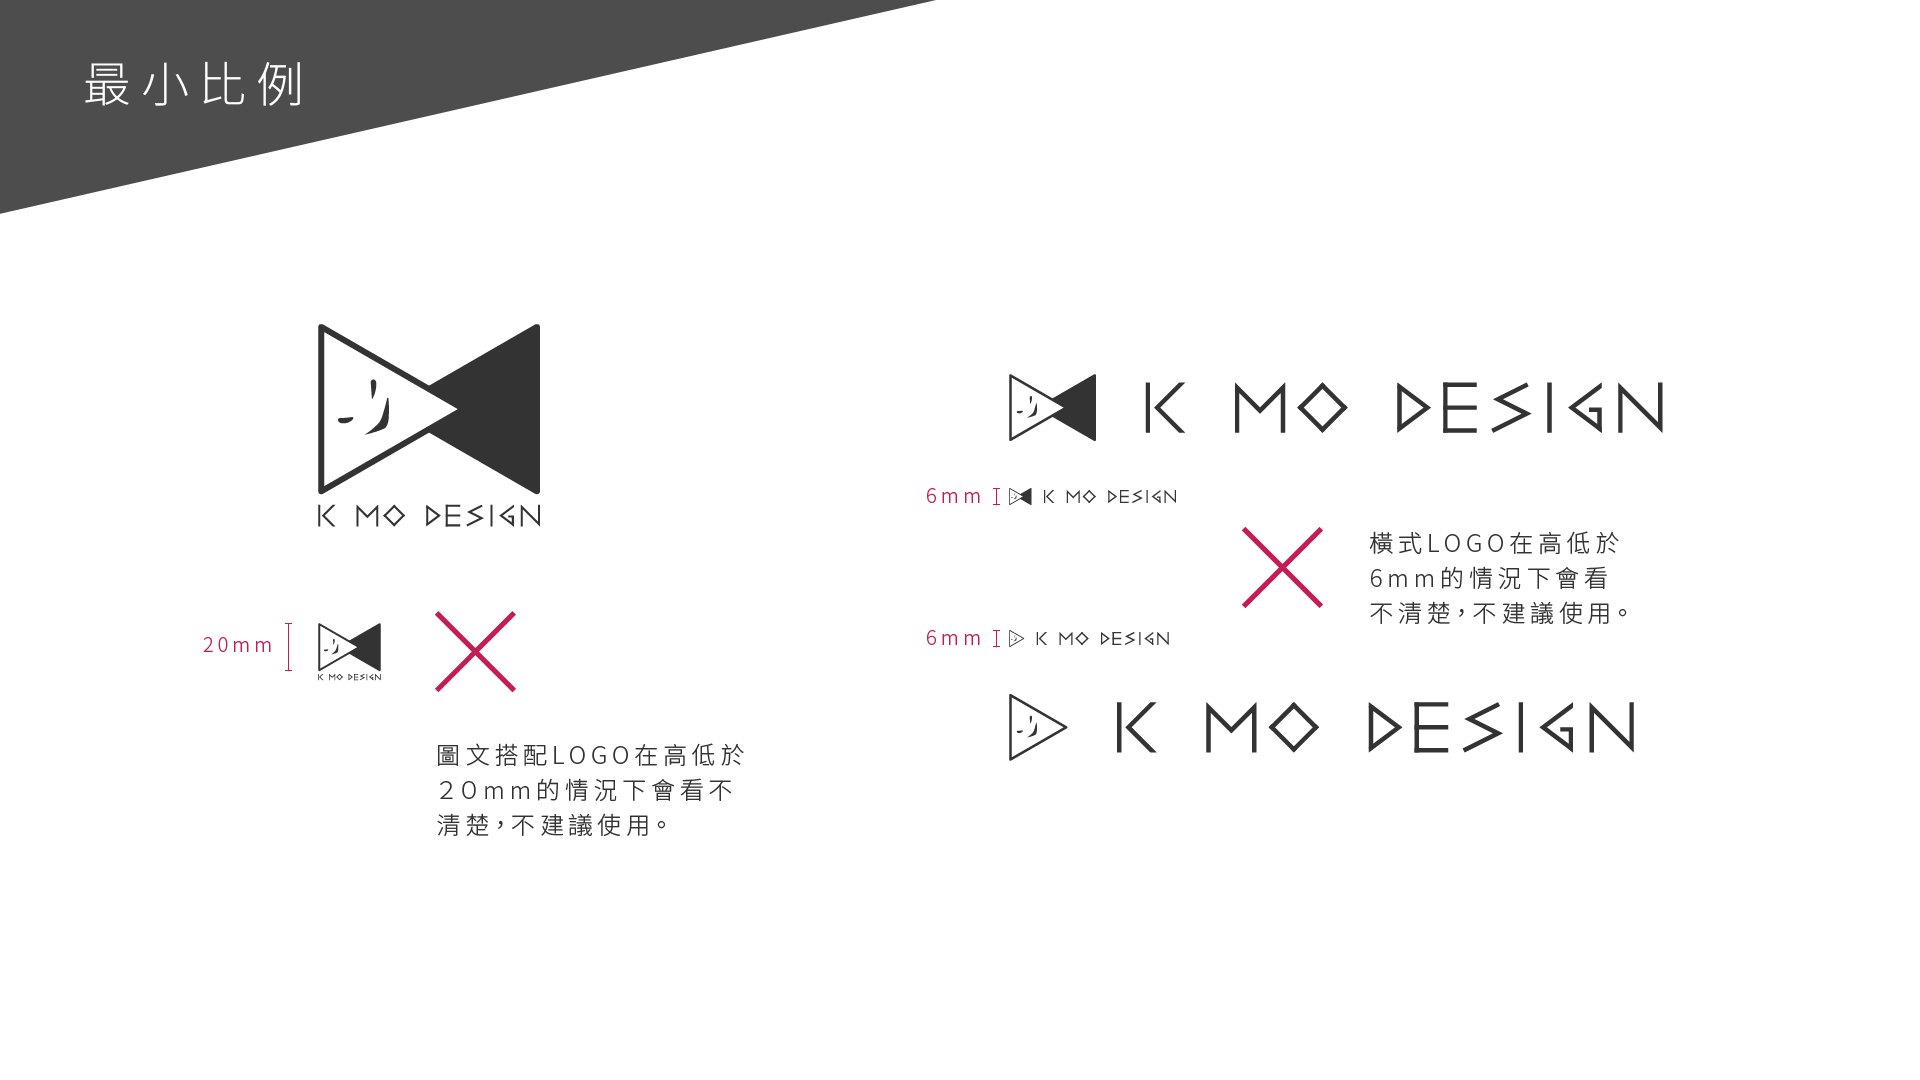 最小比例
K MO DESIGN
20mm
K MO DESIGN
圖文搭配LOGO在高低於
20mm的情況下會看不
清楚，不建議使用。
K MO DESIGN
6mm
K MO DESIGN
橫式LOGO在高低於
6mm的情況下會看
不清楚，不建議使用。
6mm
K MO DESIGN
K MO DESIGN